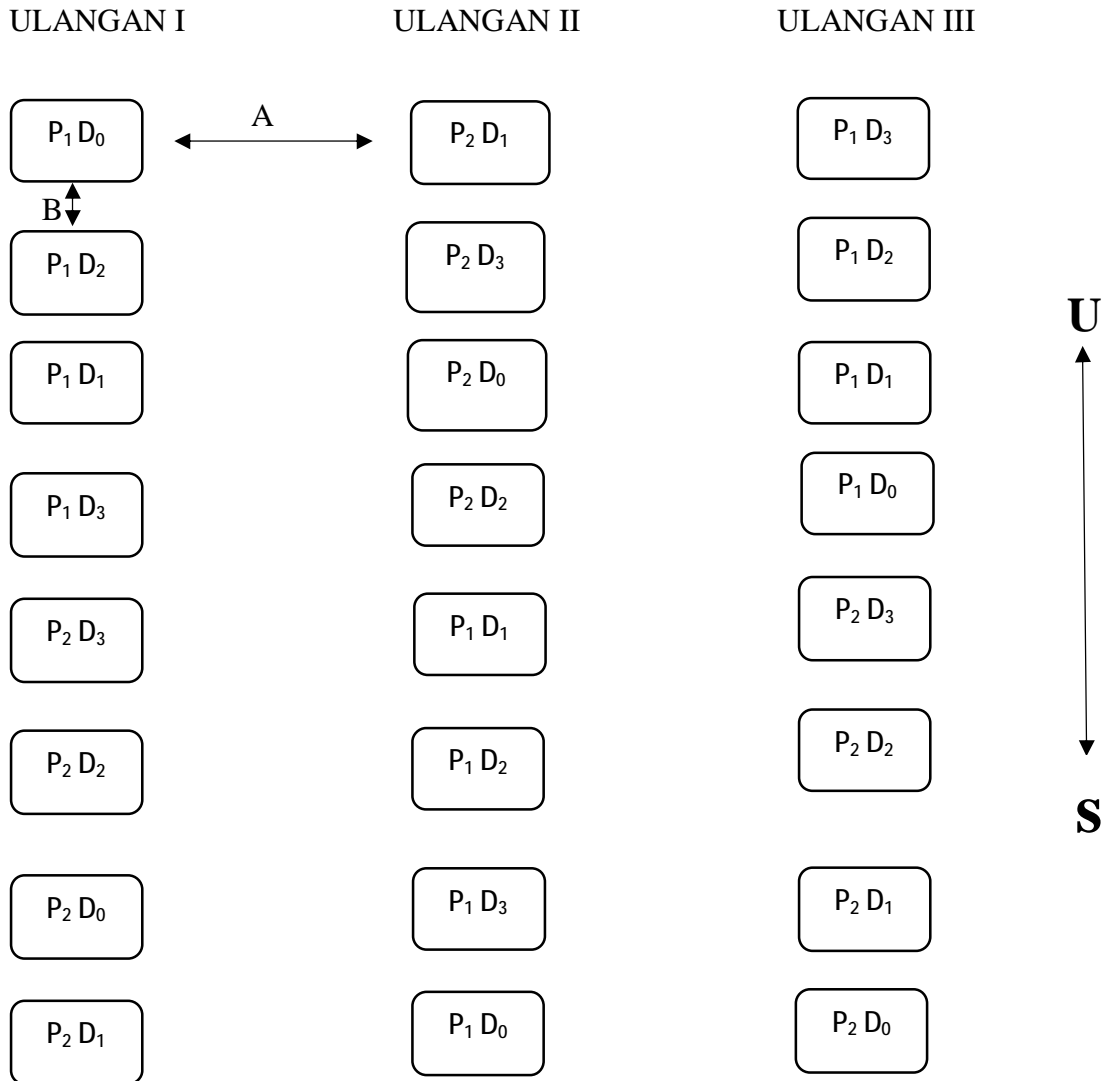 ULANGAN I ULANGAN II ULANGAN III
P₁ D₀ A P₂ D₁ P₁ D₃
B
P₁ D₂ P₂ D₃ P₁ D₂
U
P₁ D₁ P₂ D₀ P₁ D₁
P₁ D₃ P₂ D₂ P₁ D₀
P₂ D₃ P₁ D₁ P₂ D₃
P₂ D₂ P₁ D₂ P₂ D₂
S
P₂ D₀ P₁ D₃ P₂ D₁
P₂ D₁ P₁ D₀ P₂ D₀